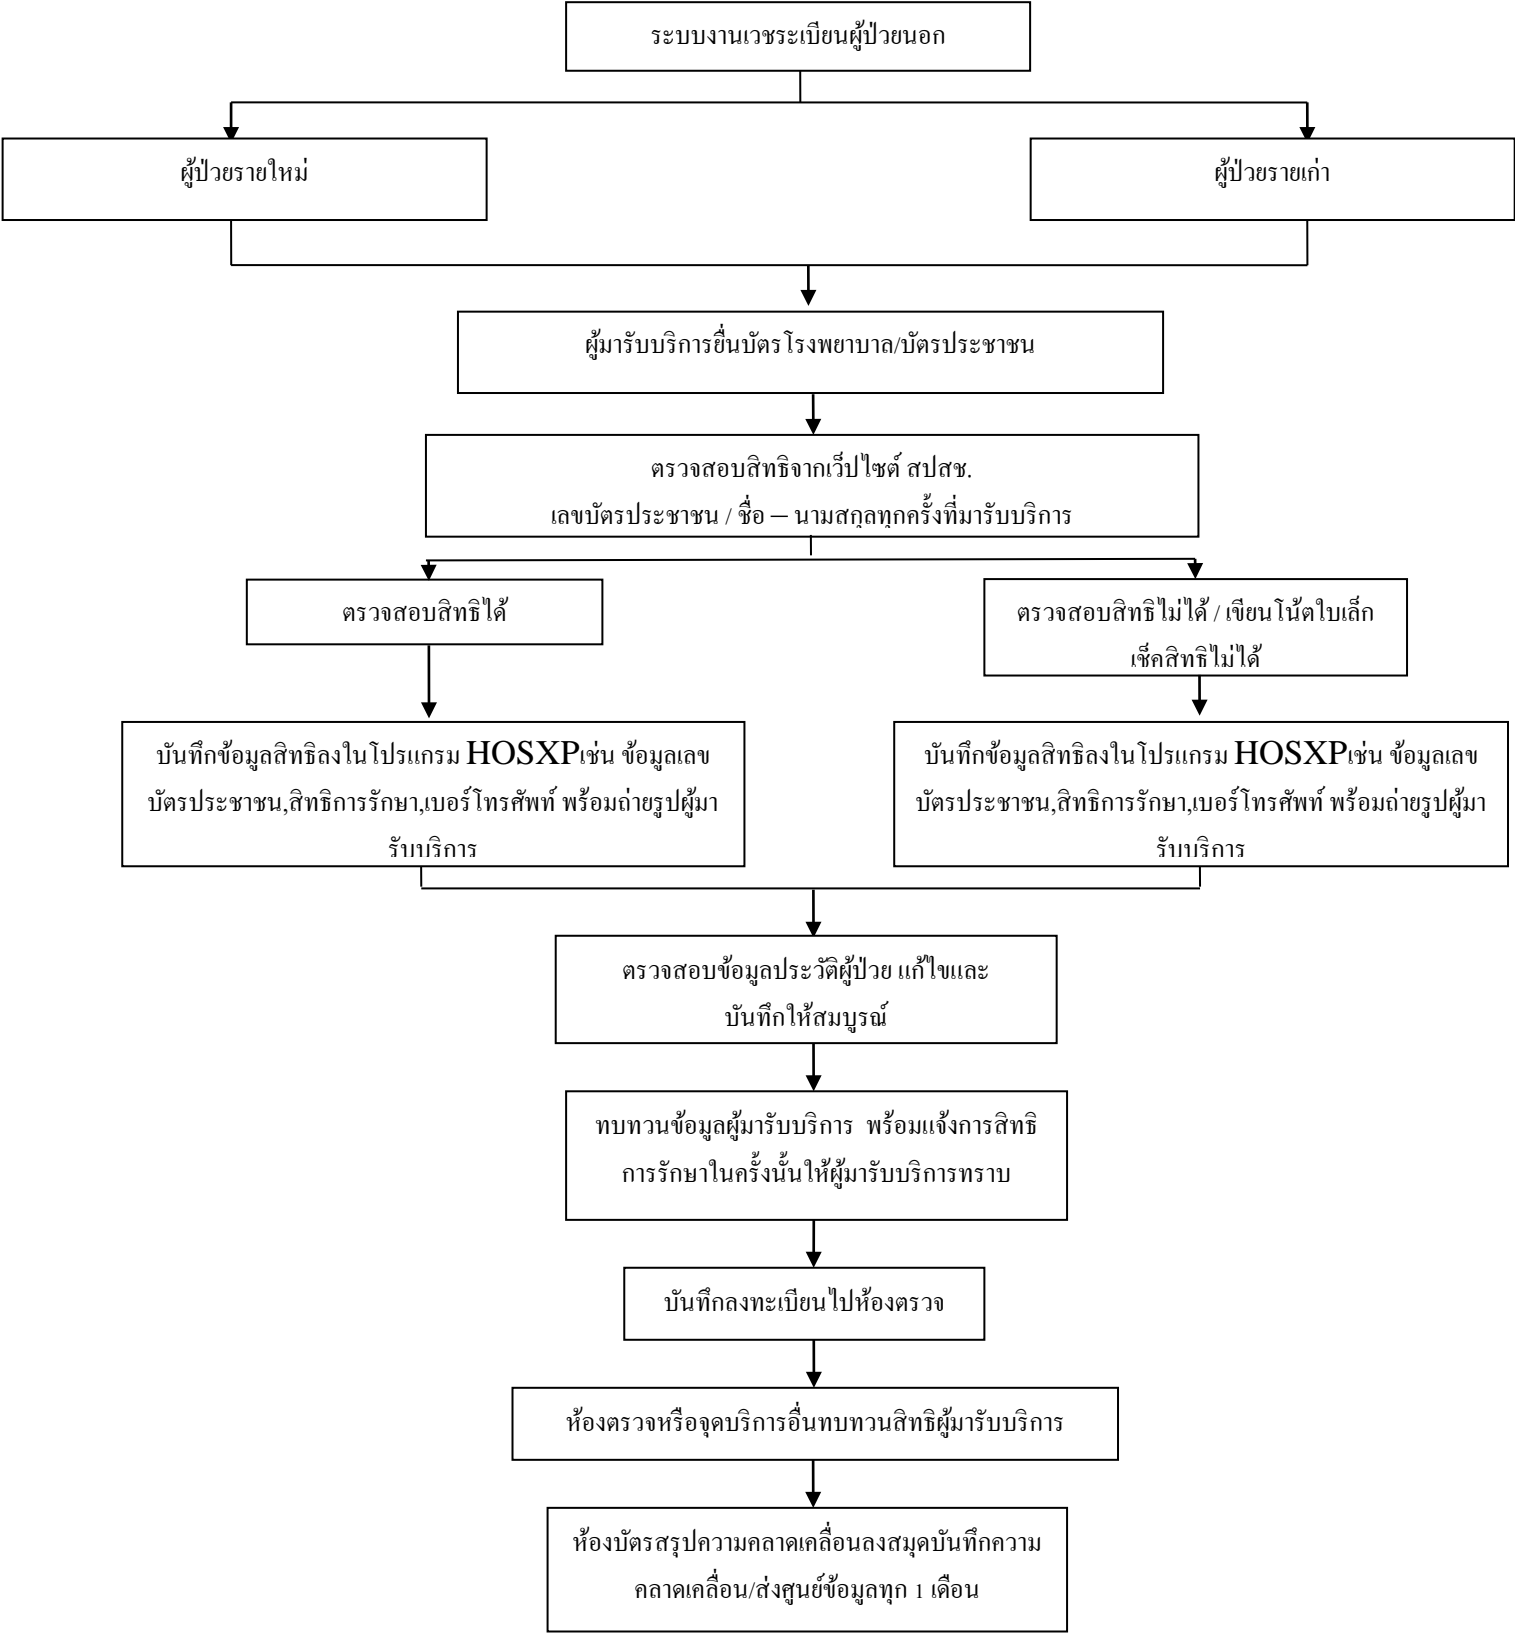 ระบบงานเวชระเบียนผู้ป่วยนอก
ผู้ป่วยรายใหม่
ผู้ป่วยรายเก่า
ผู้มารับบริการยื่นบัตรโรงพยาบาล/บัตรประชาชน
ตรวจสอบสิทธิจากเว็ปไซต์ สปสช.
เลขบัตรประชาชน / ชื่อ – นามสกุลทุกครั้งที่มารับบริการ
ตรวจสอบสิทธิได้
ตรวจสอบสิทธิไม่ได้ / เขียนโน้ตใบเล็ก
เช็คสิทธิไม่ได้
บันทึกข้อมูลสิทธิลงในโปรแกรม HOSXPเช่น ข้อมูลเลข
บัตรประชาชน,สิทธิการรักษา,เบอร์โทรศัพท์ พร้อมถ่ายรูปผู้มา
รับบริการ
บันทึกข้อมูลสิทธิลงในโปรแกรม HOSXPเช่น ข้อมูลเลข
บัตรประชาชน,สิทธิการรักษา,เบอร์โทรศัพท์ พร้อมถ่ายรูปผู้มา
รับบริการ
ตรวจสอบข้อมูลประวัติผู้ป่วย แก้ไขและ
บันทึกให้สมบูรณ์
ทบทวนข้อมูลผู้มารับบริการ พร้อมแจ้งการสิทธิ
การรักษาในครั้งนั้นให้ผู้มารับบริการทราบ
บันทึกลงทะเบียนไปห้องตรวจ
ห้องตรวจหรือจุดบริการอื่นทบทวนสิทธิผู้มารับบริการ
ห้องบัตรสรุปความคลาดเคลื่อนลงสมุดบันทึกความ
คลาดเคลื่อน/ส่งศูนย์ข้อมูลทุก 1 เดือน